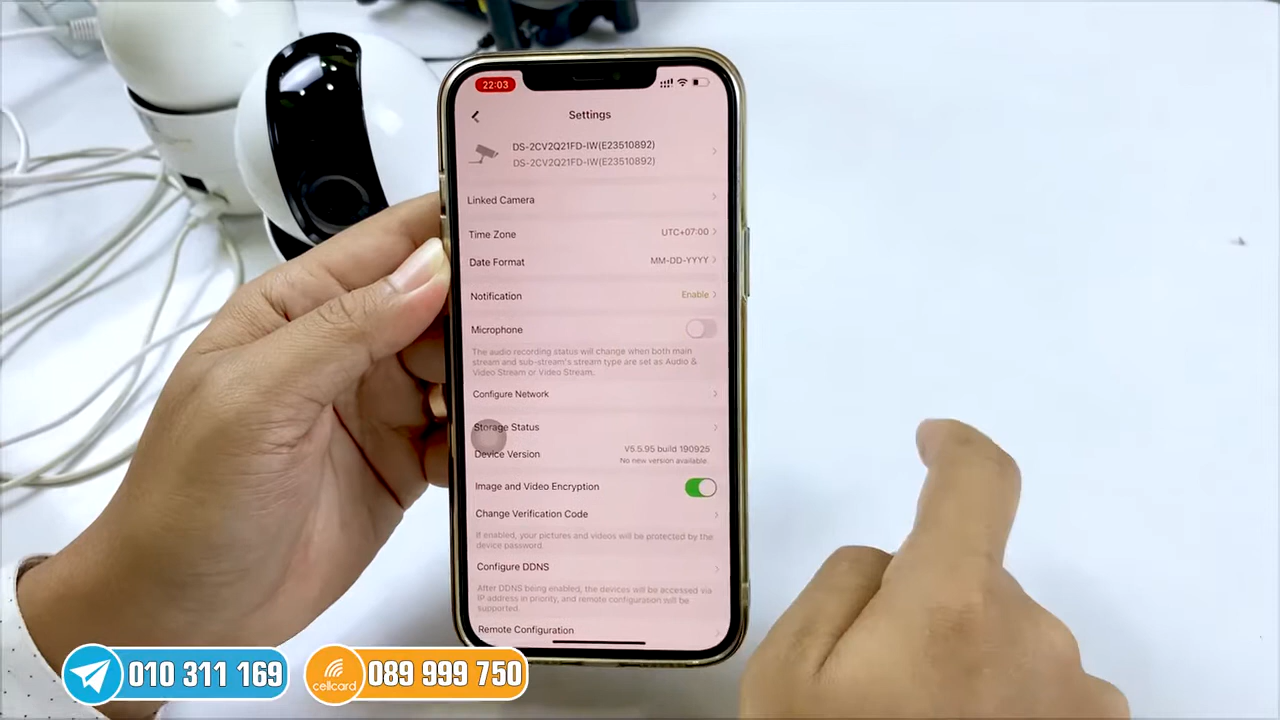 22:03
Settings
DS-2CV2Q21FD-IW(E23510892)
DS-2CV2Q21FD-IW(E23510892)
Linked Camera
Time Zone UTC+07:00
Date Format MM-DD-YYYY
Notification Enable
Microphone
The audio recording status will change when both main
stream and sub-stream's stream type are set as Audio &
Video Stream or Video Stream.
Configure Network
Storage Status
Device Version V5.5.95 build 190925
No new version available.
Image and Video Encryption
Change Verification Code
If enabled, your pictures and videos will be protected by the
device password.
Configure DDNS
After DDNS being enabled, the devices will be accessed via
IP address in priority, and remote configuration will be
supported.
Remote Configuration
010 311 169
cellcard 089 999 750